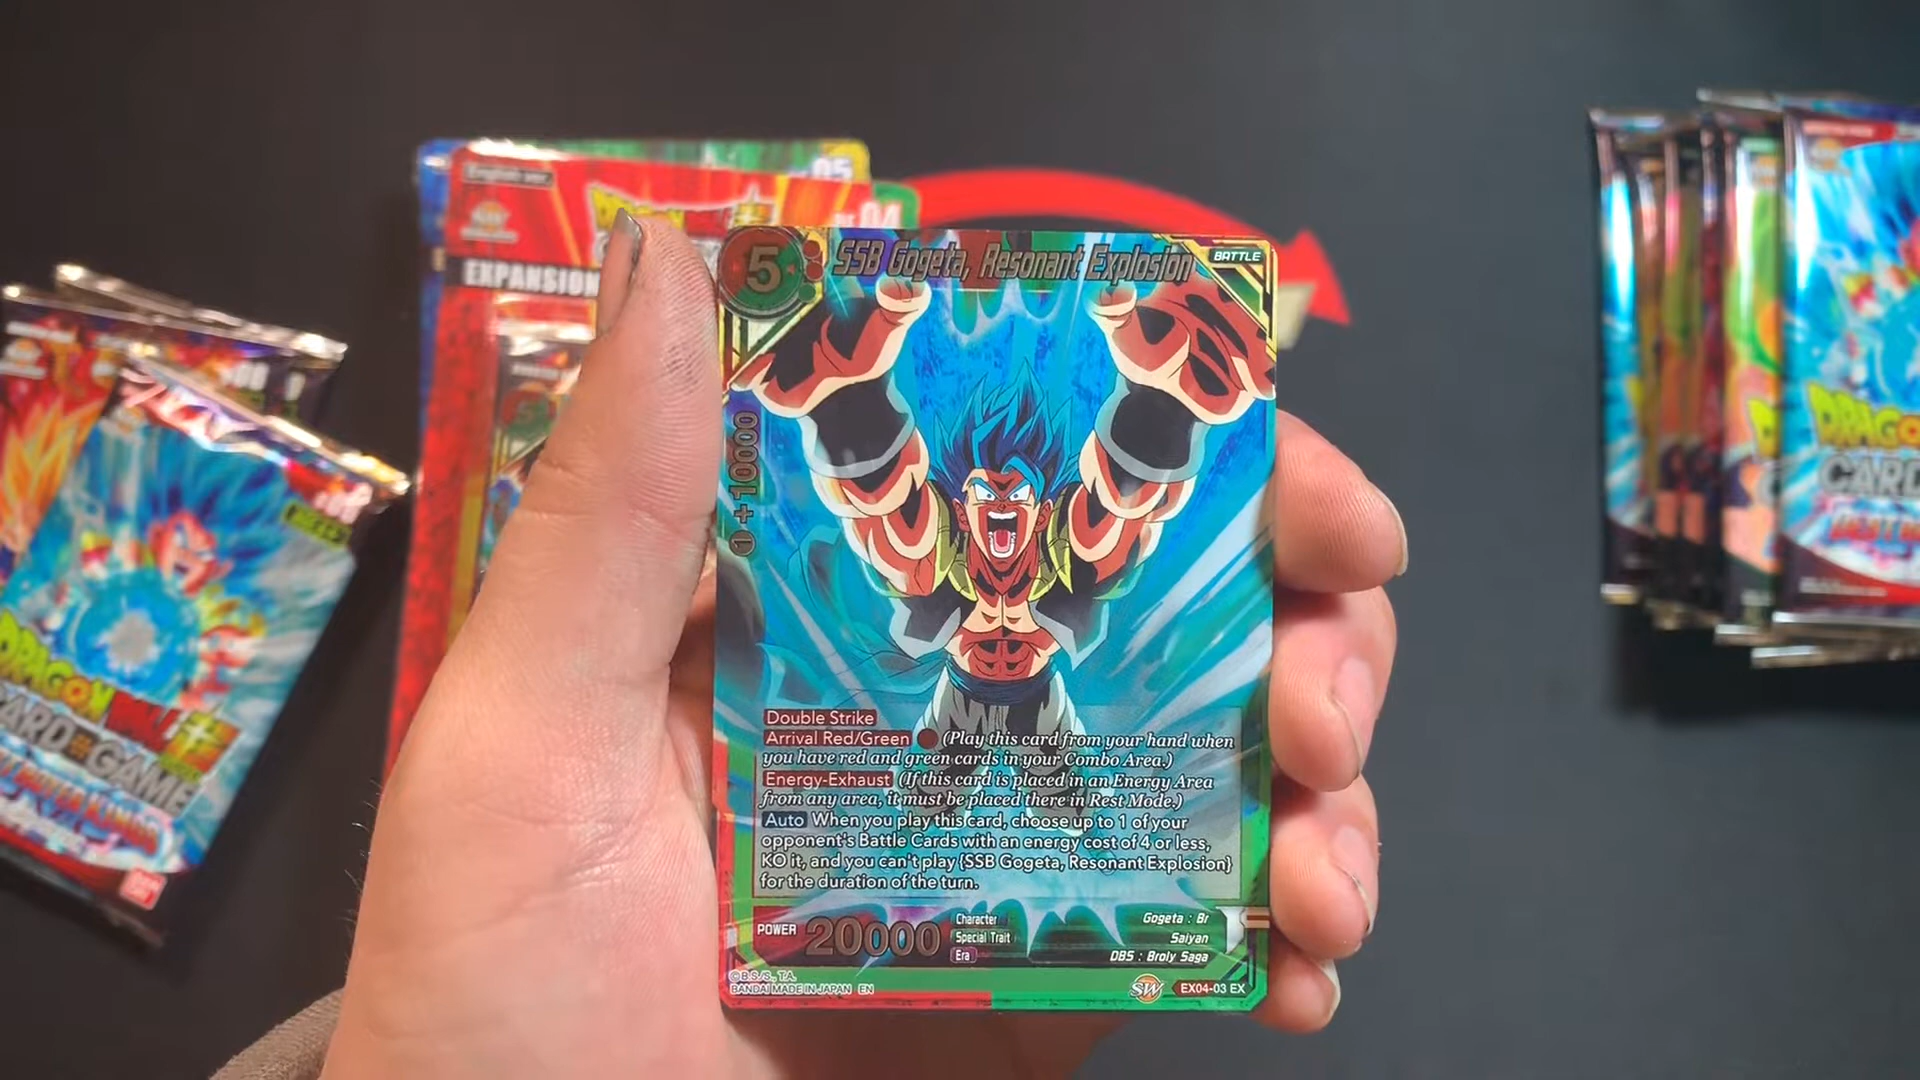 English ver.
05
04
EXPANSION
5
SSB Gogeta, Resonant Explosion
BATTLE
1 +10000
Double Strike
Arrival Red/Green (Play this card from your hand when
you have red and green cards in your Combo Area.)
Energy-Exhaust (If this card is placed in an Energy Area
from any area, it must be placed there in Rest Mode.)
Auto When you play this card, choose up to 1 of your
opponent's Battle Cards with an energy cost of 4 or less,
KO it, and you can't play {SSB Gogeta, Resonant Explosion}
for the duration of the turn.
POWER 20000
Character Gogeta : Br
Special Trait Saiyan
Era DBS : Broly Saga
©B.S./S., T.A.
BANDAI MADE IN JAPAN EN
SW EX04-03 EX
DRAGON BALL
CARD GAME
DRAGO
CARD